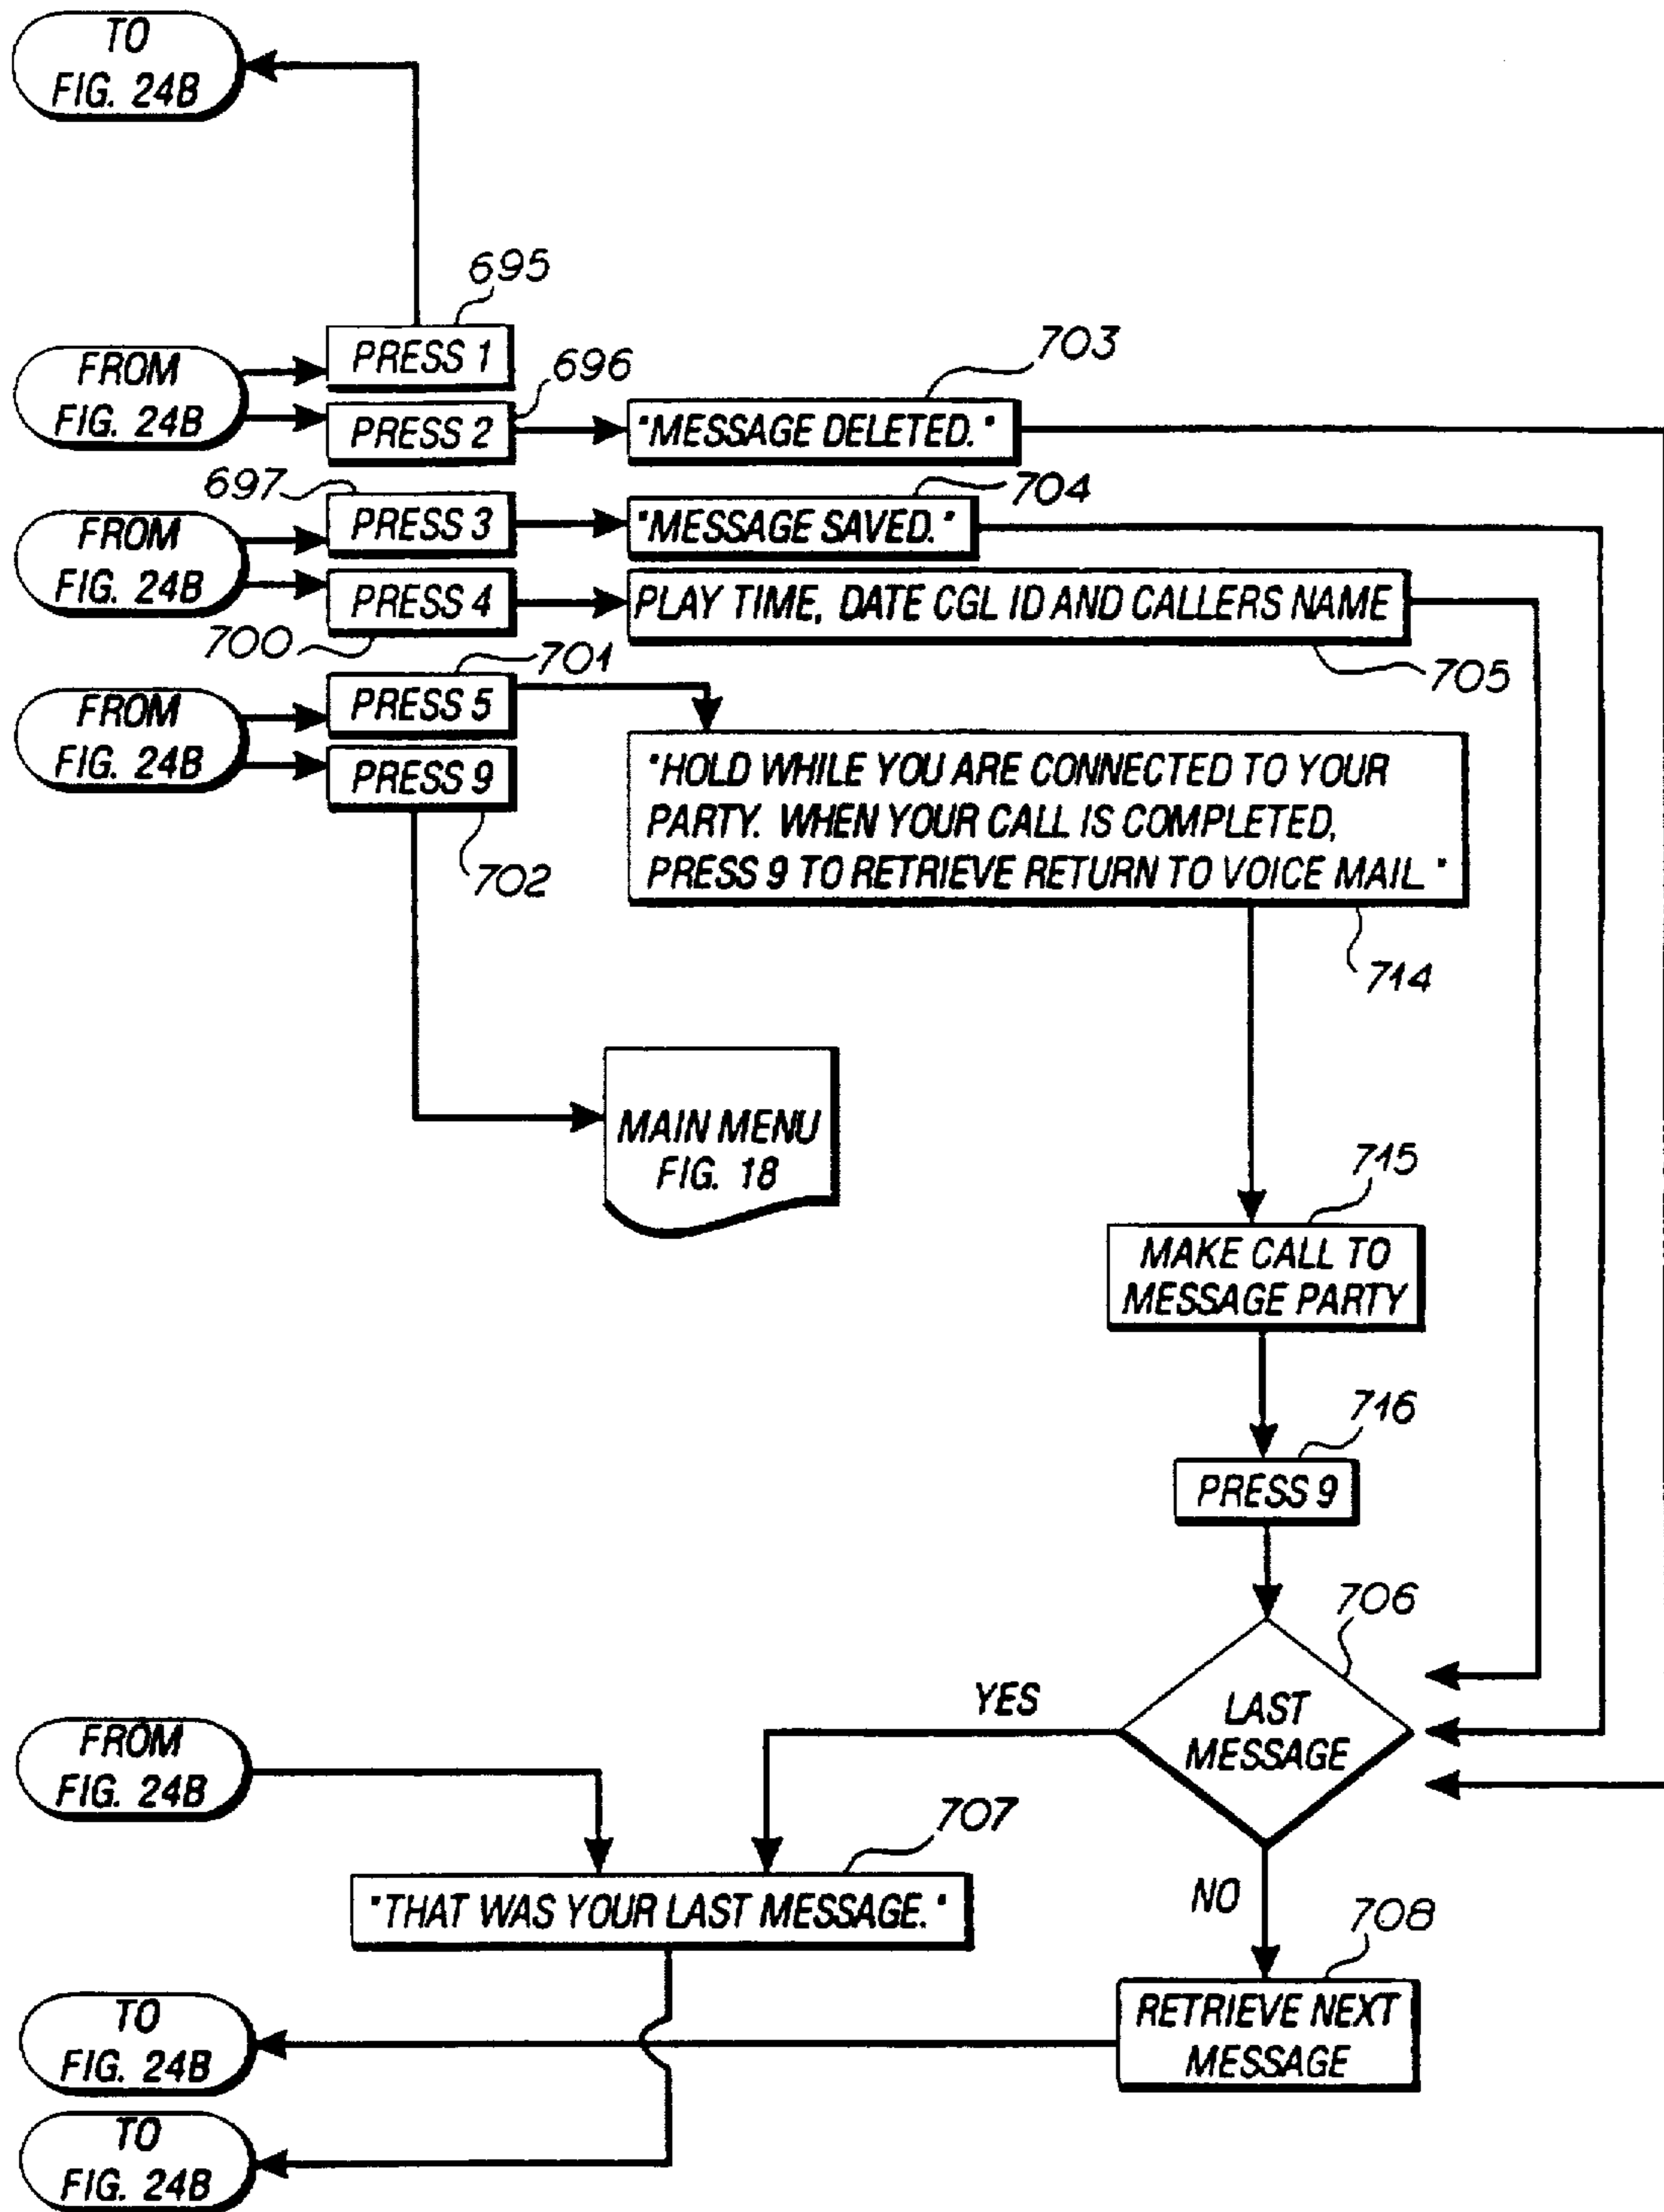 TO
FIG. 24B
695
FROM
FIG. 24B
PRESS 1
696
PRESS 2
703
"MESSAGE DELETED."
697
704
FROM
FIG. 24B
PRESS 3
"MESSAGE SAVED."
PRESS 4
PLAY TIME, DATE CGL ID AND CALLERS NAME
700
705
701
FROM
FIG. 24B
PRESS 5
PRESS 9
702
"HOLD WHILE YOU ARE CONNECTED TO YOUR
PARTY. WHEN YOUR CALL IS COMPLETED,
PRESS 9 TO RETRIEVE RETURN TO VOICE MAIL."
714
MAIN MENU
FIG. 18
715
MAKE CALL TO
MESSAGE PARTY
716
PRESS 9
706
YES
LAST
MESSAGE
FROM
FIG. 24B
707
"THAT WAS YOUR LAST MESSAGE."
NO
708
RETRIEVE NEXT
MESSAGE
TO
FIG. 24B
TO
FIG. 24B